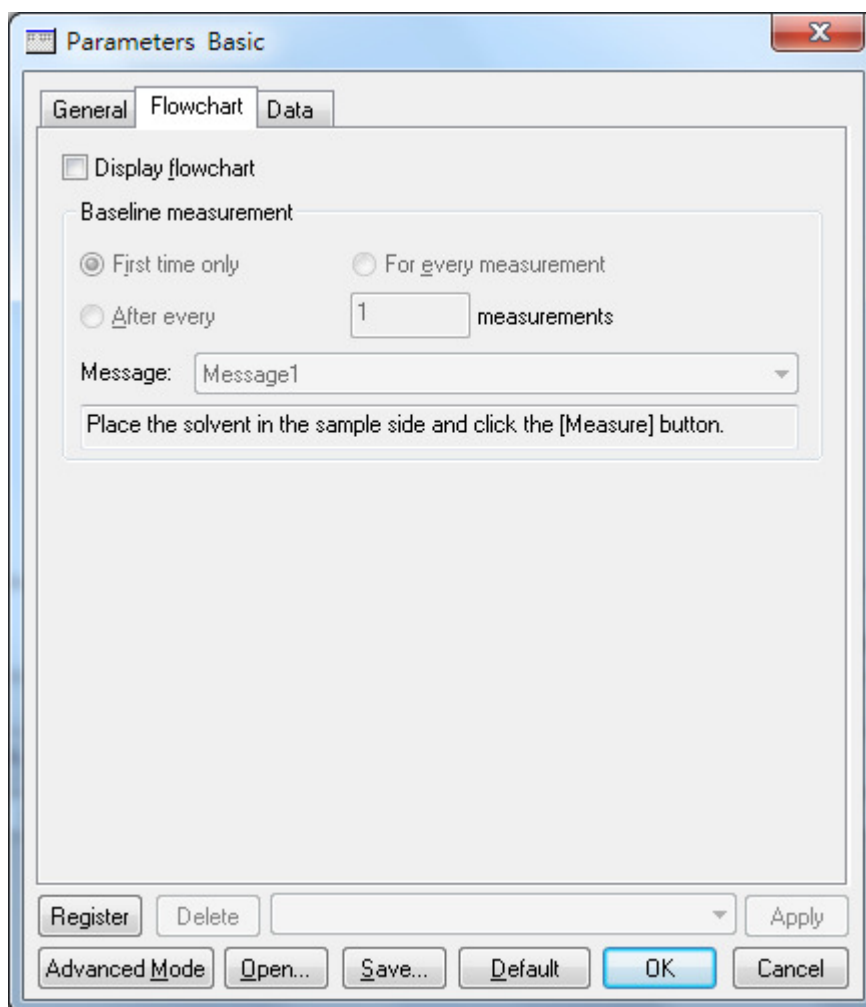 Parameters Basic
General Flowchart Data
Display flowchart
Baseline measurement
First time only For every measurement
After every 1 measurements
Message: Message1
Place the solvent in the sample side and click the [Measure] button.
Register Delete Apply
Advanced Mode Open... Save... Default OK Cancel